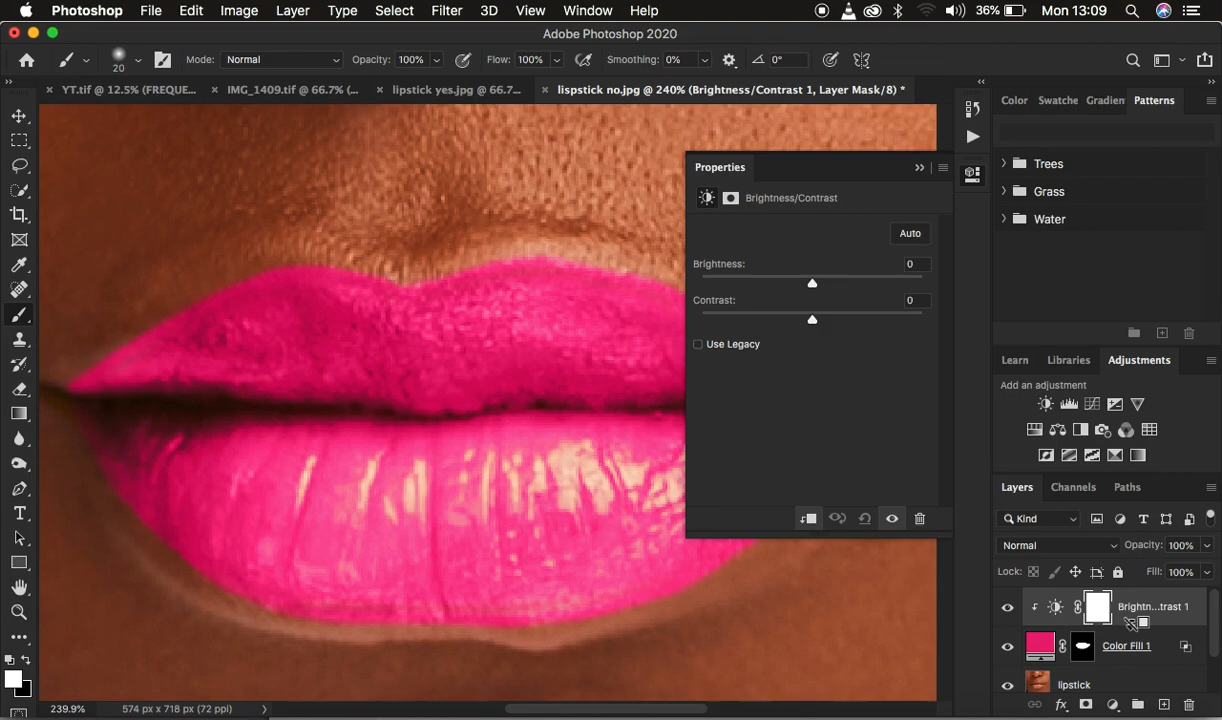 Photoshop File Edit Image Layer Type Select Filter 3D View Window Help 36% Mon 13:09
Adobe Photoshop 2020
20 Mode: Normal Opacity: 100% Flow: 100% Smoothing: 0% 0°
YT.tif @ 12.5% (FREQUE... IMG_1409.tif @ 66.7% (... lipstick yes.jpg @ 66.7... lispstick no.jpg @ 240% (Brightness/Contrast 1, Layer Mask/8) *
Color Swatche Gradien Patterns
Trees
Grass
Water
Properties
Brightness/Contrast
Auto
Brightness: 0
Contrast: 0
Use Legacy
Learn Libraries Adjustments
Add an adjustment
Layers Channels Paths
Kind
Normal Opacity: 100%
Lock: Fill: 100%
Brightn...trast 1
Color Fill 1
lipstick
239.9% 574 px x 718 px (72 ppi)